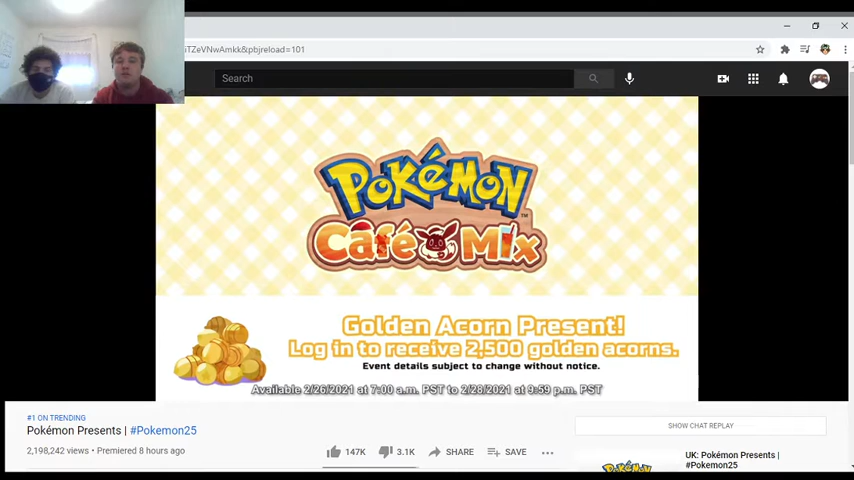 iTZeVNwAmkk&pbjreload=101
Search
POKéMON
TM
Café Mix
Golden Acorn Present!
Log in to receive 2,500 golden acorns.
Event details subject to change without notice.
Available 2/26/2021 at 7:00 a.m. PST to 2/28/2021 at 9:59 p.m. PST
#1 ON TRENDING
Pokémon Presents | #Pokemon25
2,198,242 views • Premiered 8 hours ago
147K
3.1K
SHARE
SAVE
SHOW CHAT REPLAY
UK: Pokémon Presents |
#Pokemon25
POKéMON